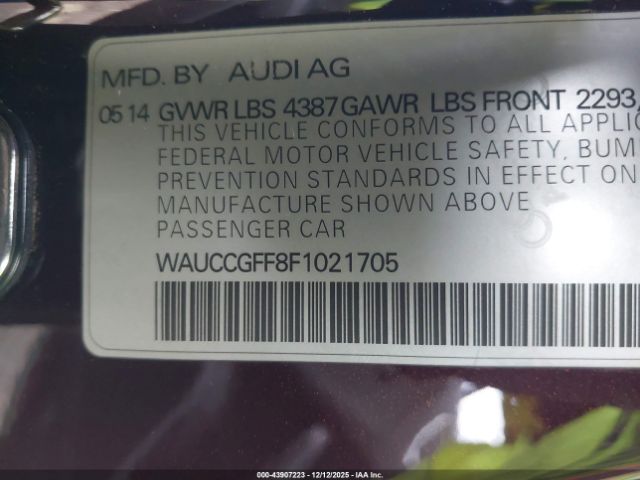 MFD. BY AUDI AG
05 14 GVWR LBS 4387 GAWR LBS FRONT 2293
THIS VEHICLE CONFORMS TO ALL APPLIC
FEDERAL MOTOR VEHICLE SAFETY, BUM
PREVENTION STANDARDS IN EFFECT ON
MANUFACTURE SHOWN ABOVE
PASSENGER CAR
WAUCCGFF8F1021705
000-43907223 - 12/12/2025 - IAAI, Inc.